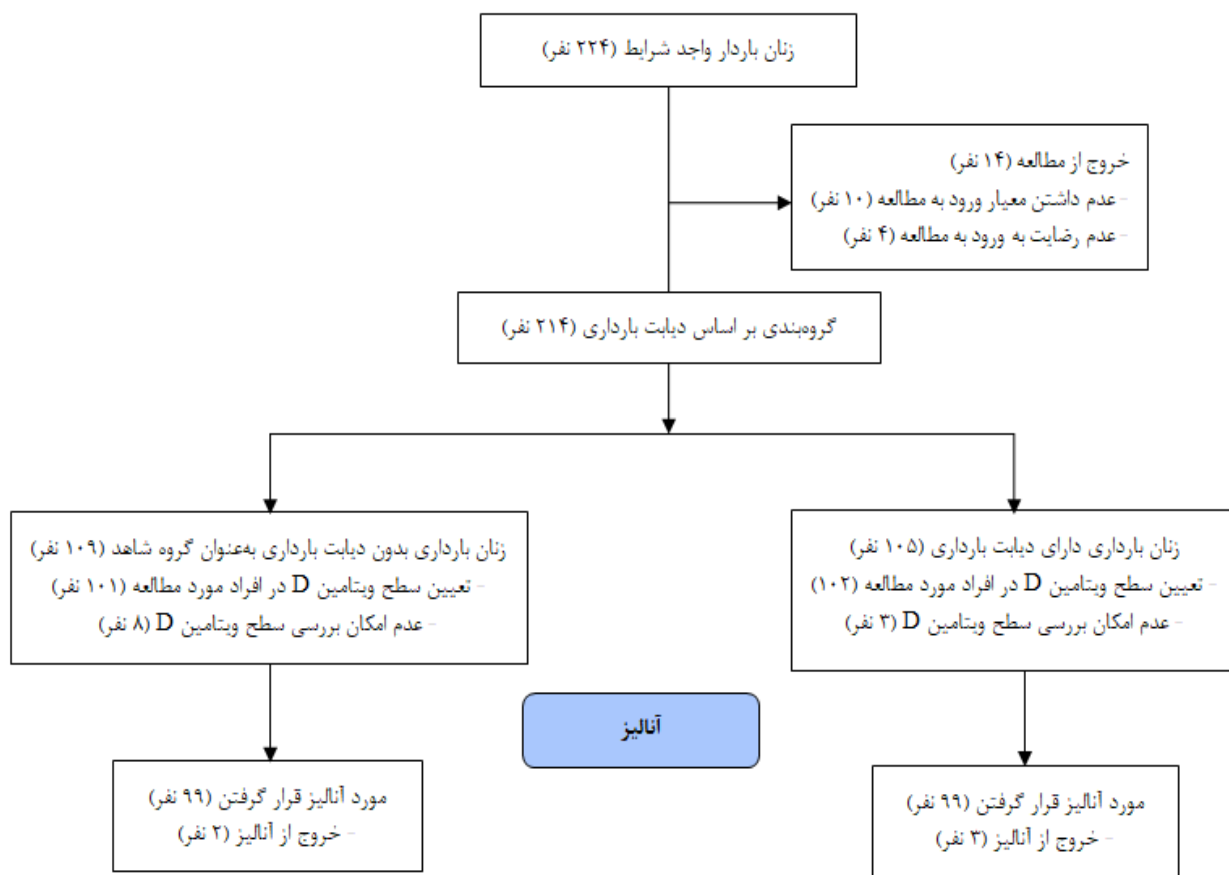 زنان باردار واجد شرایط (۲۲۴ نفر)
خروج از مطالعه (۱۴ نفر)
- عدم داشتن معیار ورود به مطالعه (۱۰ نفر)
- عدم رضایت به ورود به مطالعه (۴ نفر)
گروه‌بندی بر اساس دیابت بارداری (۲۱۴ نفر)
زنان بارداری دارای دیابت بارداری (۱۰۵ نفر)
- تعیین سطح ویتامین D در افراد مورد مطالعه (۱۰۲)
- عدم امکان بررسی سطح ویتامین D (۳ نفر)
زنان بارداری بدون دیابت بارداری به‌عنوان گروه شاهد (۱۰۹ نفر)
- تعیین سطح ویتامین D در افراد مورد مطالعه (۱۰۱ نفر)
- عدم امکان بررسی سطح ویتامین D (۸ نفر)
آنالیز
مورد آنالیز قرار گرفتن (۹۹ نفر)
- خروج از آنالیز (۳ نفر)
مورد آنالیز قرار گرفتن (۹۹ نفر)
- خروج از آنالیز (۲ نفر)